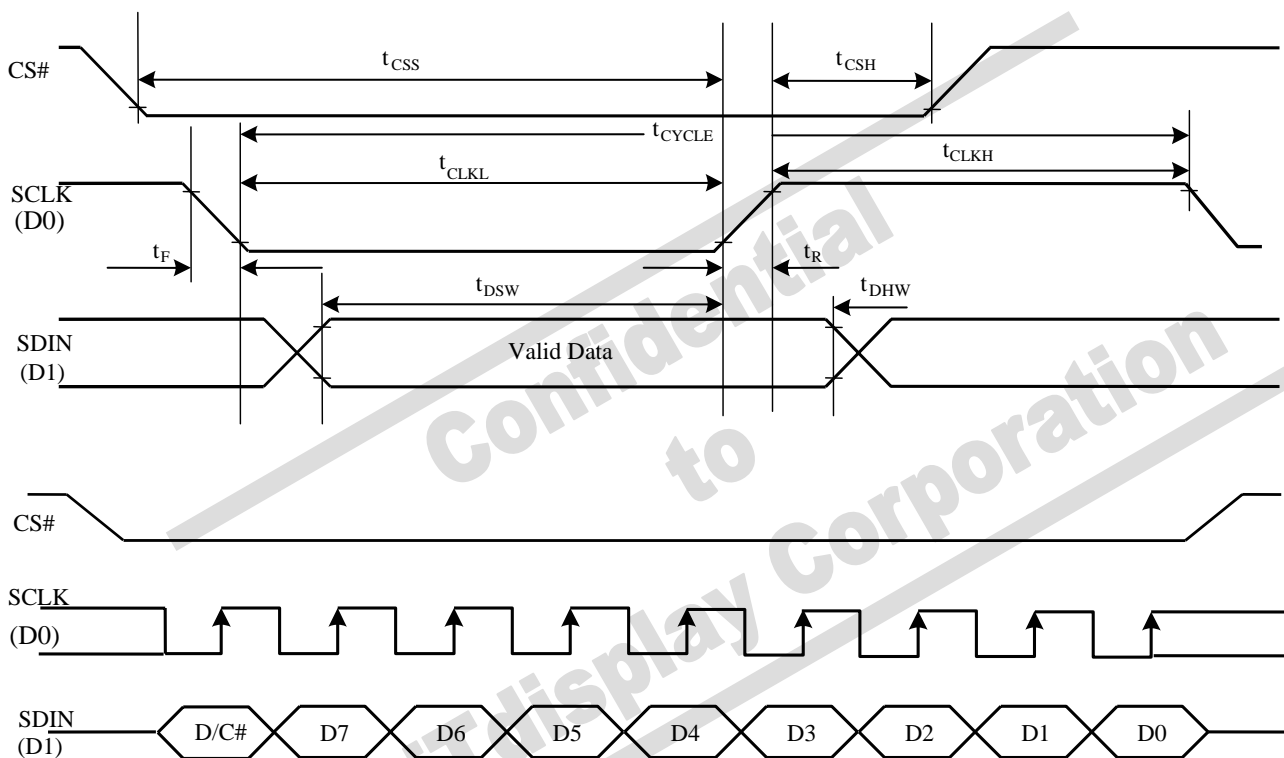 CS#
tCSS
tCSH
tCYCLE
tCLKL
tCLKH
SCLK
(D0)
tF
tR
tDSW
tDHW
SDIN
(D1)
Valid Data
Confidential
to
display Corporation
CS#
SCLK
(D0)
SDIN
(D1)
D/C# D7 D6 D5 D4 D3 D2 D1 D0